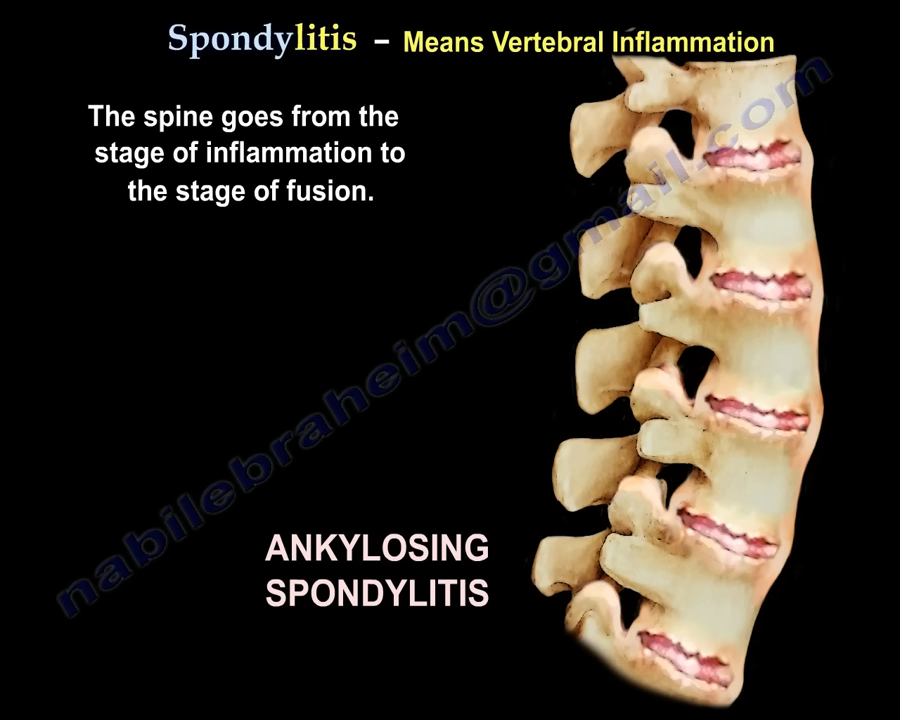 Spondylitis – Means Vertebral Inflammation
The spine goes from the
stage of inflammation to
the stage of fusion.
nabilebraheim@gmail.com
ANKYLOSING
SPONDYLITIS